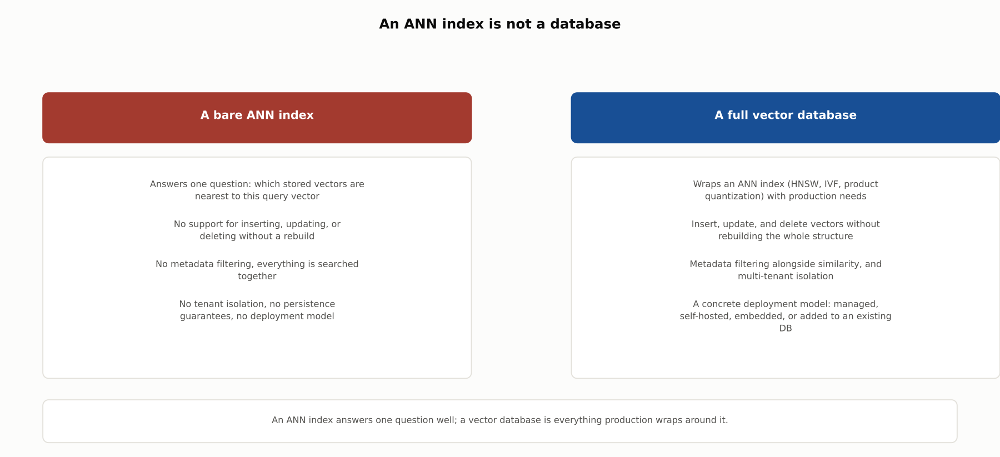 An ANN index is not a database
A bare ANN index
Answers one question: which stored vectors are
nearest to this query vector
No support for inserting, updating, or
deleting without a rebuild
No metadata filtering, everything is searched
together
No tenant isolation, no persistence
guarantees, no deployment model
A full vector database
Wraps an ANN index (HNSW, IVF, product
quantization) with production needs
Insert, update, and delete vectors without
rebuilding the whole structure
Metadata filtering alongside similarity, and
multi-tenant isolation
A concrete deployment model: managed,
self-hosted, embedded, or added to an existing
DB
An ANN index answers one question well; a vector database is everything production wraps around it.